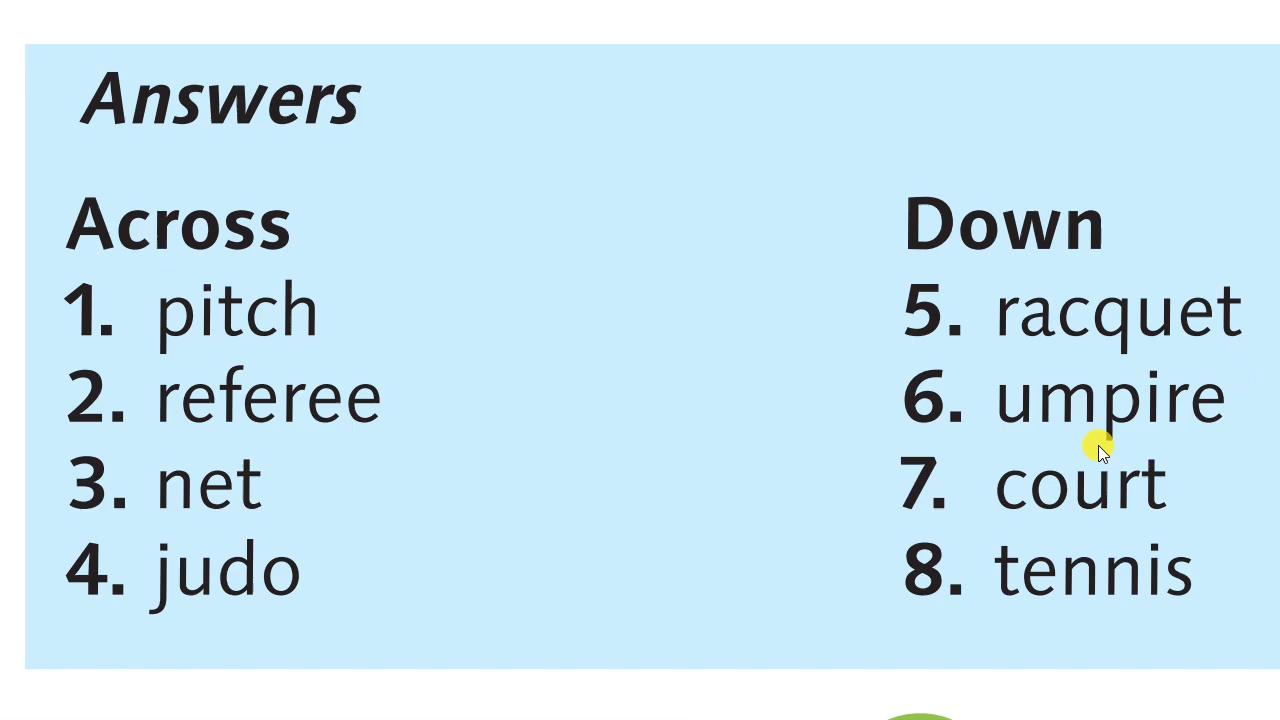 Answers
Across
1. pitch
2. referee
3. net
4. judo
Down
5. racquet
6. umpire
7. court
8. tennis